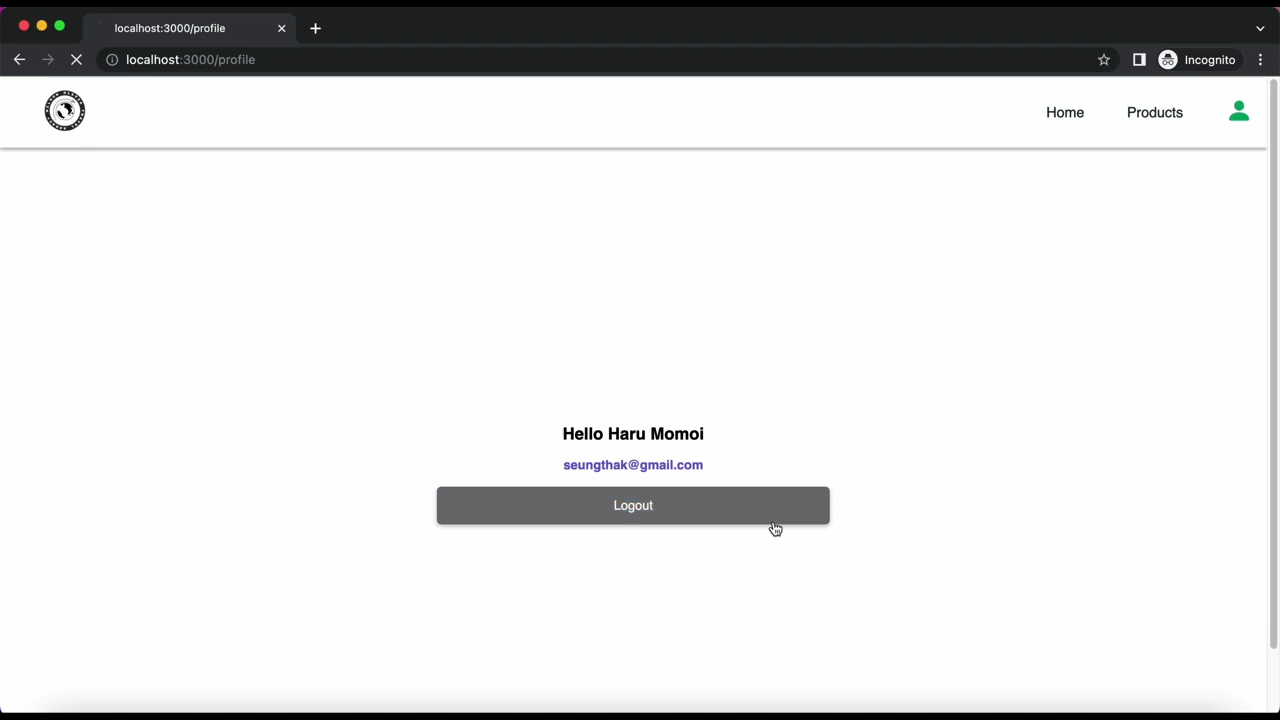 localhost:3000/profile
localhost:3000/profile
Incognito
Home
Products
Hello Haru Momoi
seungthak@gmail.com
Logout